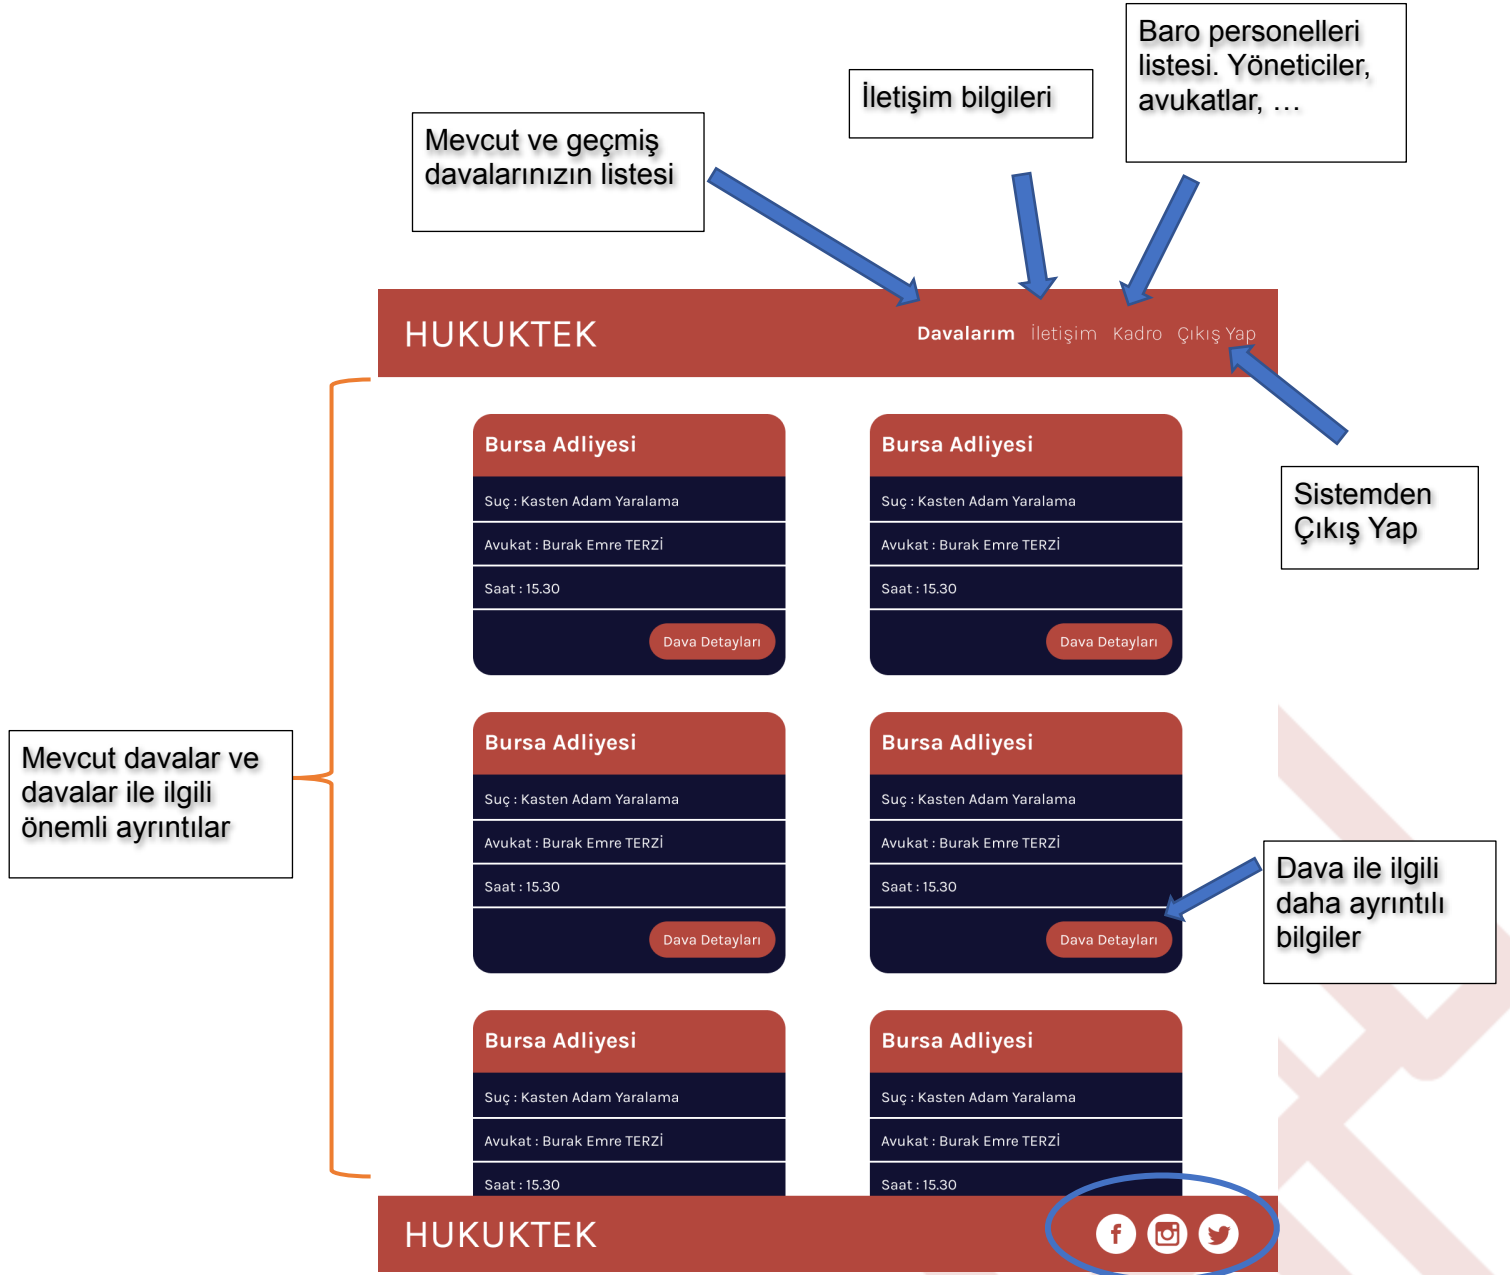 Baro personelleri
listesi. Yöneticiler,
avukatlar, …
İletişim bilgileri
Mevcut ve geçmiş
davalarınızın listesi
HUKUKTEK
Davalarım İletişim Kadro Çıkış Yap
Sistemden
Çıkış Yap
Bursa Adliyesi
Suç : Kasten Adam Yaralama
Avukat : Burak Emre TERZİ
Saat : 15.30
Dava Detayları
Bursa Adliyesi
Suç : Kasten Adam Yaralama
Avukat : Burak Emre TERZİ
Saat : 15.30
Dava Detayları
Mevcut davalar ve
davalar ile ilgili
önemli ayrıntılar
Bursa Adliyesi
Suç : Kasten Adam Yaralama
Avukat : Burak Emre TERZİ
Saat : 15.30
Dava Detayları
Bursa Adliyesi
Suç : Kasten Adam Yaralama
Avukat : Burak Emre TERZİ
Saat : 15.30
Dava Detayları
Dava ile ilgili
daha ayrıntılı
bilgiler
Bursa Adliyesi
Suç : Kasten Adam Yaralama
Avukat : Burak Emre TERZİ
Saat : 15.30
Bursa Adliyesi
Suç : Kasten Adam Yaralama
Avukat : Burak Emre TERZİ
Saat : 15.30
HUKUKTEK